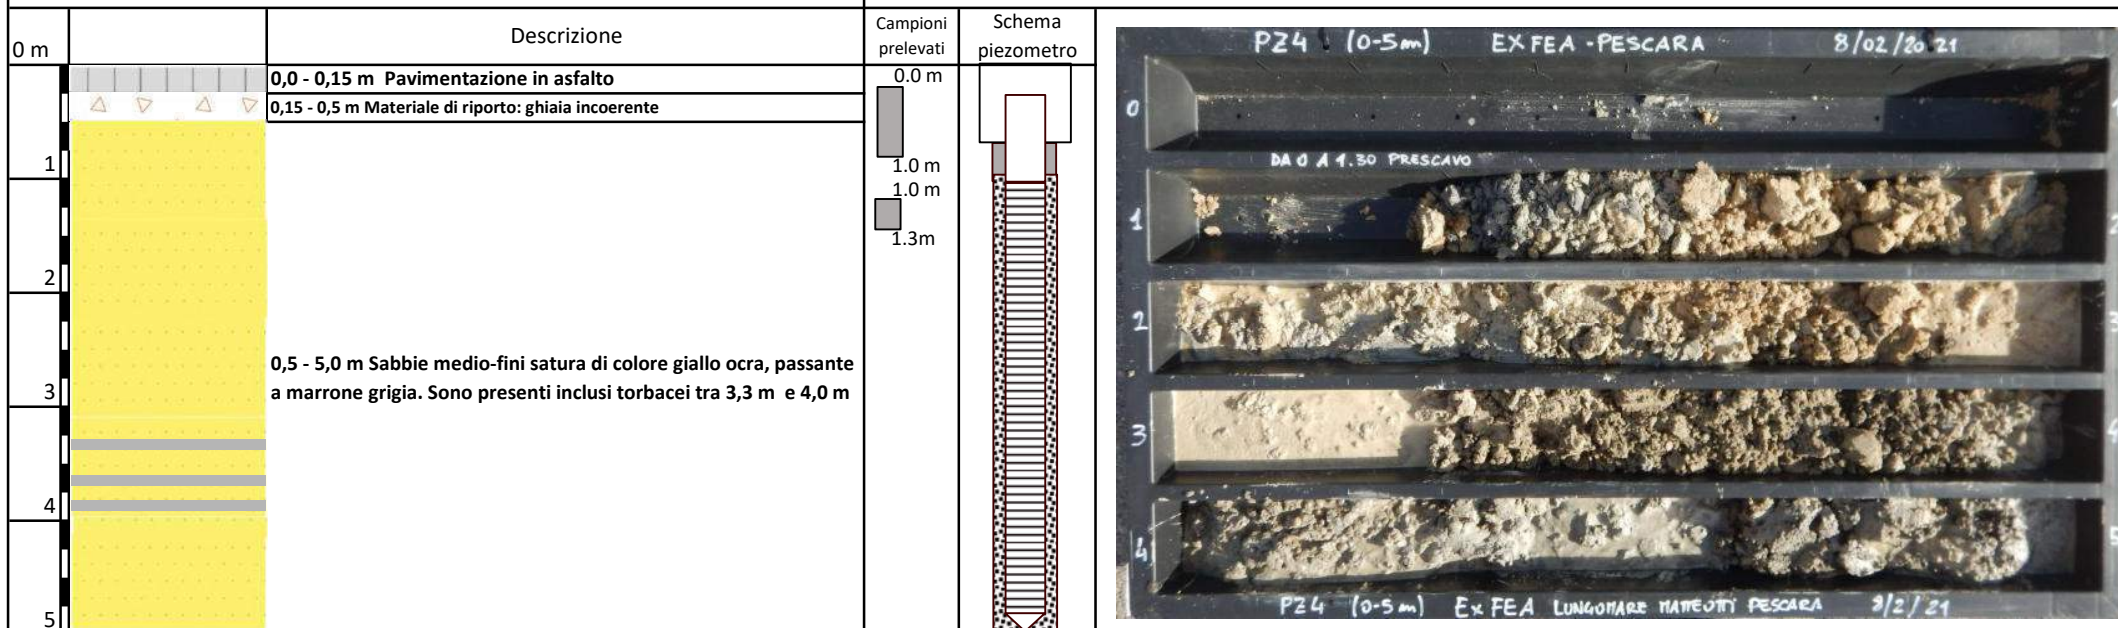 0 m
Descrizione
Campioni
prelevati
Schema
piezometro
0,0 - 0,15 m Pavimentazione in asfalto
0,15 - 0,5 m Materiale di riporto: ghiaia incoerente
0,5 - 5,0 m Sabbie medio-fini satura di colore giallo ocra, passante
a marrone grigia. Sono presenti inclusi torbacei tra 3,3 m e 4,0 m
1
2
3
4
5
0.0 m
1.0 m
1.0 m
1.3m
PZ4 (0-5m) EX FEA - PESCARA 8/02/2021
0
DA 0 A 1.30 PRESCAVO
1
2
3
4
PZ4 (0-5m) Ex FEA LUNGOMARE MATTEOTTI PESCARA 8/2/21